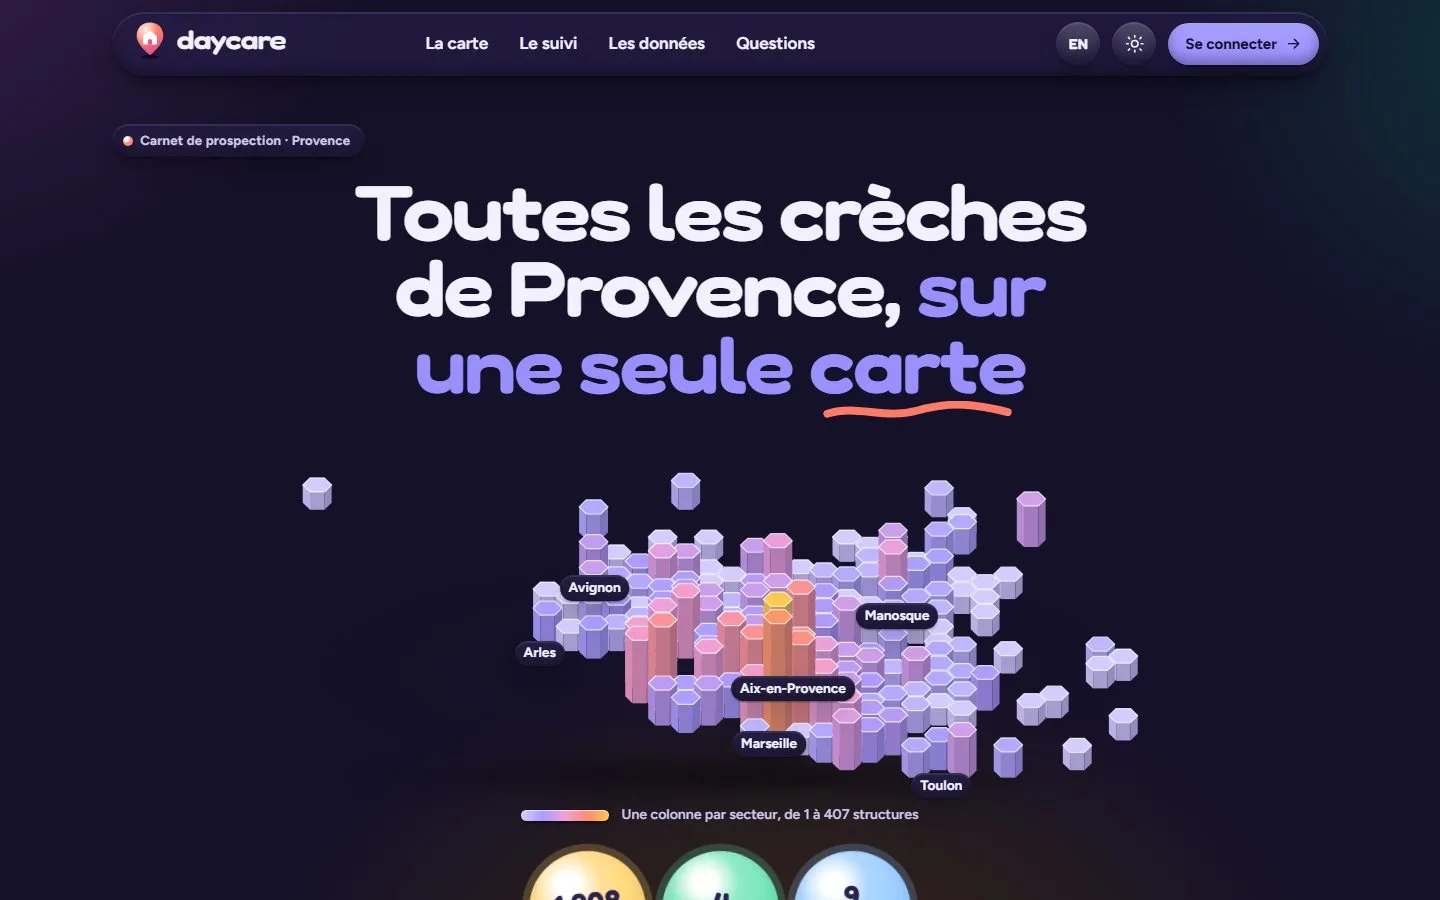 daycare
La carte
Le suivi
Les données
Questions
EN
Se connecter
Carnet de prospection · Provence
Toutes les crèches
de Provence, sur
une seule carte
Avignon
Manosque
Arles
Aix-en-Provence
Marseille
Toulon
Une colonne par secteur, de 1 à 407 structures
9